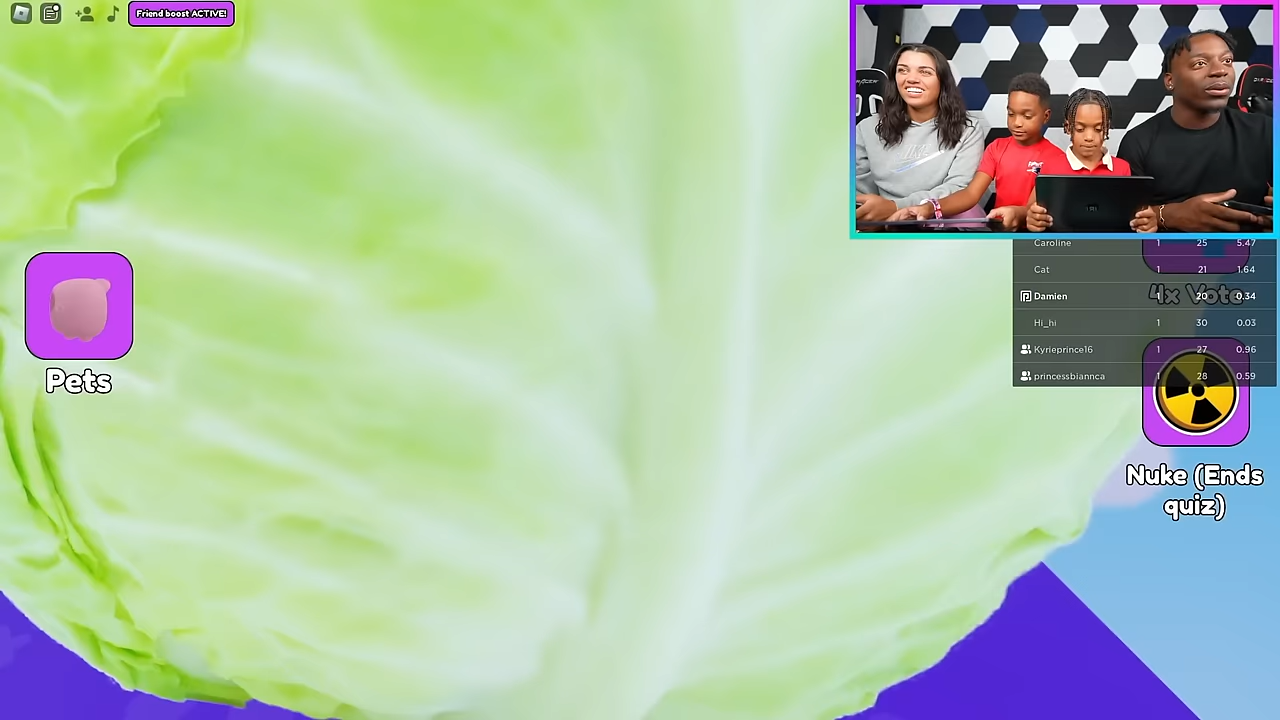 Friend boost ACTIVE!
Caroline 1 25 5.47
Cat 1 21 1.64
Damien 1 20 0.34
4x Vote
Hi_hi 1 30 0.03
Kyrieprince16 1 27 0.96
princessbiannca 1 28 0.59
Pets
Nuke (Ends
quiz)